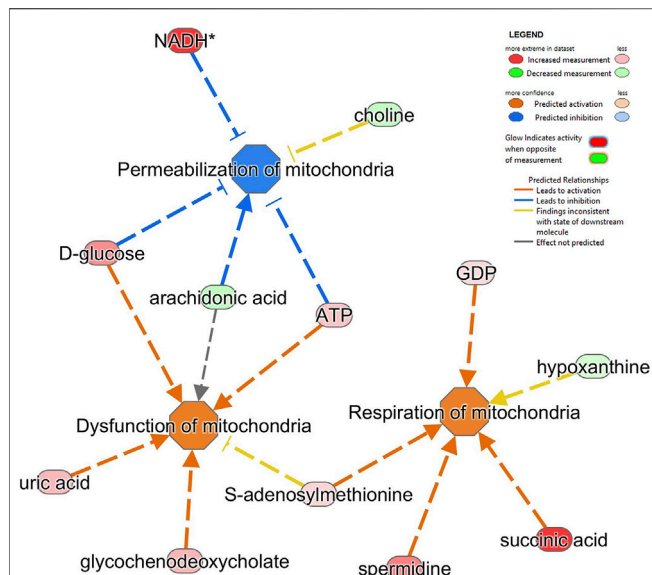 NADH*
choline
Permeabilization of mitochondria
D-glucose
arachidonic acid
ATP
GDP
hypoxanthine
Dysfunction of mitochondria
Respiration of mitochondria
uric acid
S-adenosylmethionine
glycochenodeoxycholate
spermidine
succinic acid
LEGEND
more extreme in dataset less
Increased measurement
Decreased measurement
more confidence less
Predicted activation
Predicted inhibition
Glow Indicates activity
when opposite
of measurement
Predicted Relationships
Leads to activation
Leads to inhibition
Findings inconsistent
with state of downstream
molecule
Effect not predicted